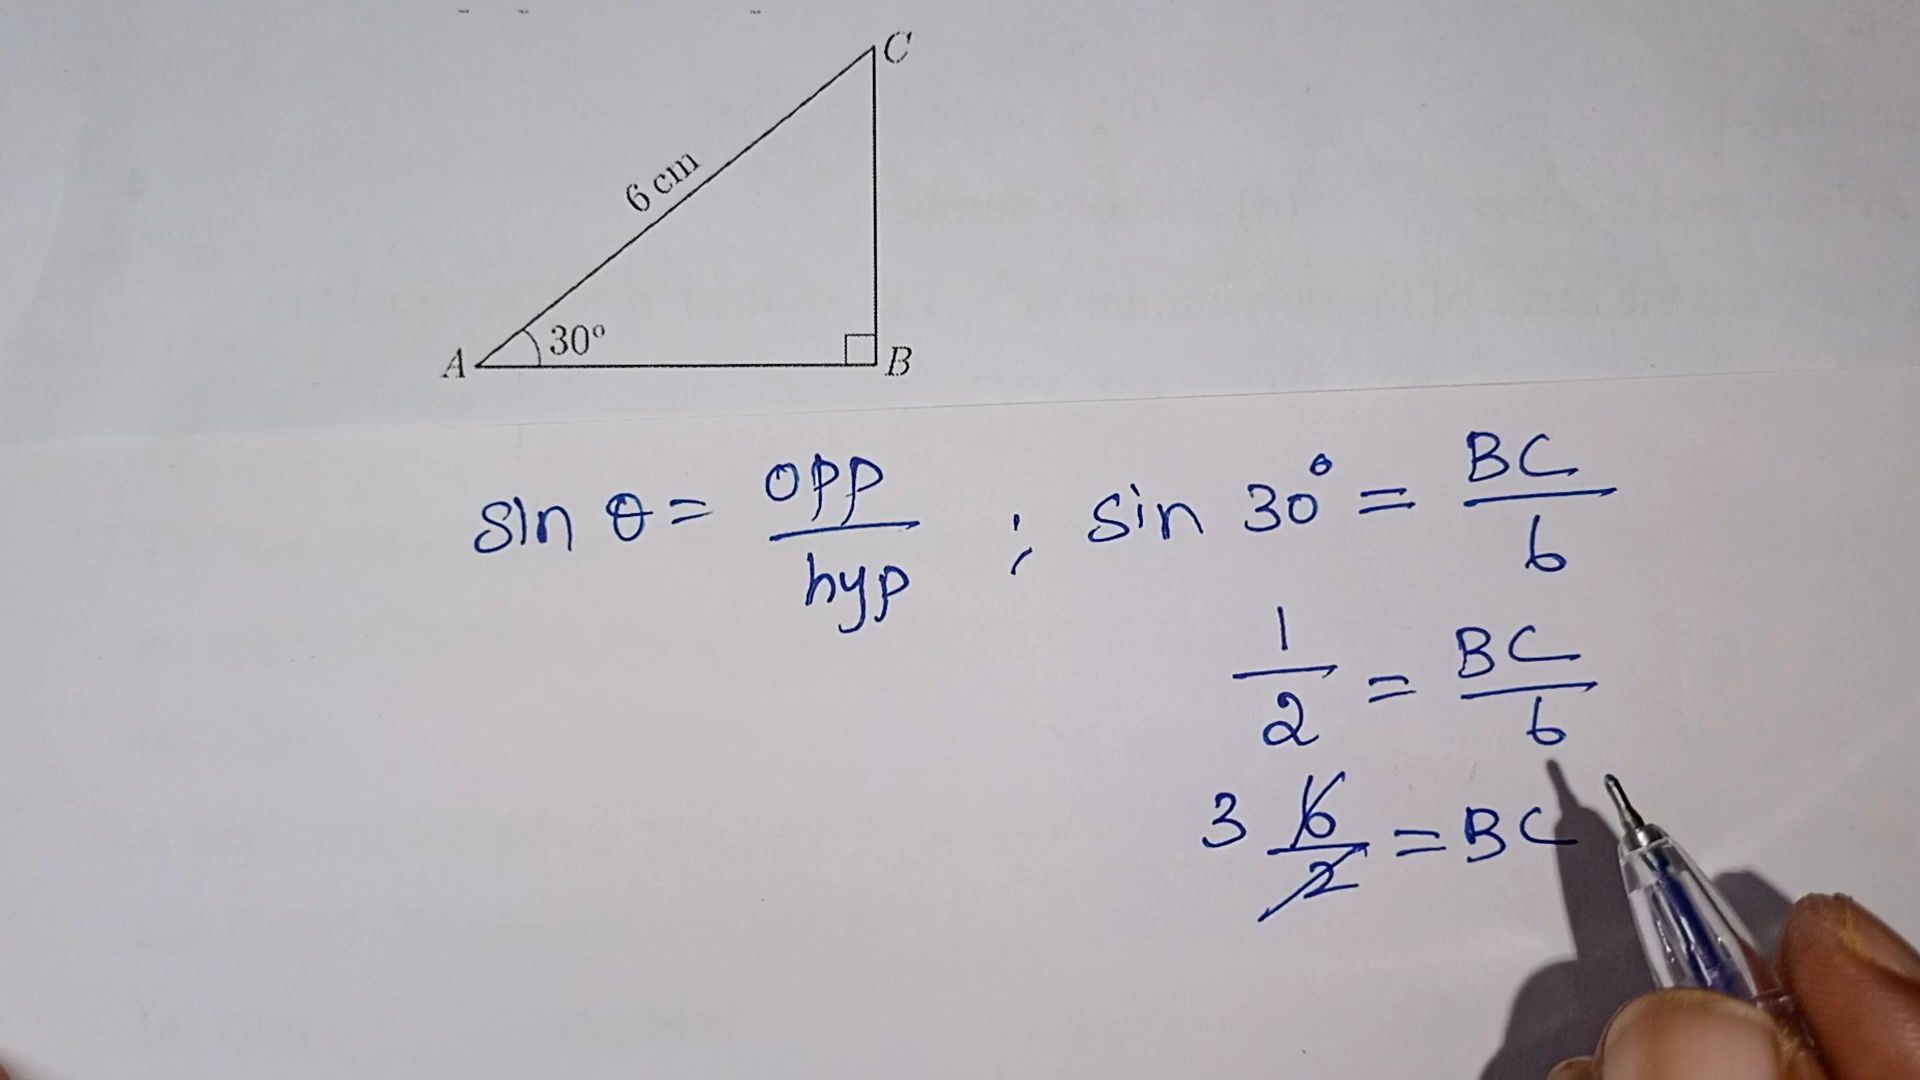 C
6 cm
30°
A
B
sin θ = opp/hyp ; sin 30° = BC/6
1/2 = BC/6
3 6/2 = BC